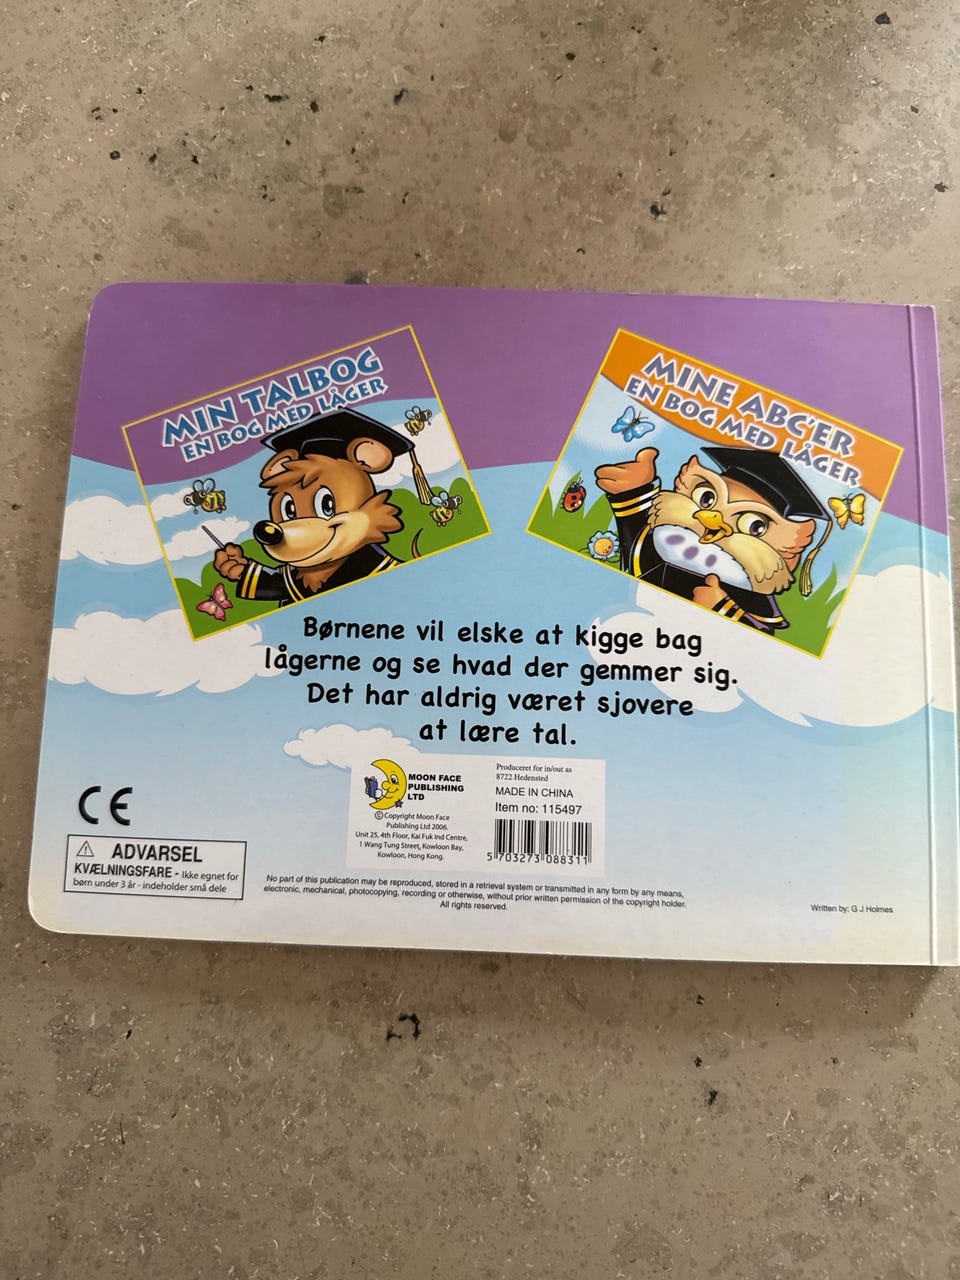 MIN TALBOG
EN BOG MED LÅGER
MINE ABC'ER
EN BOG MED LÅGER
Børnene vil elske at kigge bag
lågerne og se hvad der gemmer sig.
Det har aldrig været sjovere
at lære tal.
CE
ADVARSEL
KVÆLNINGSFARE - Ikke egnet for
børn under 3 år - indeholder små dele
MOON FACE
PUBLISHING
LTD
©Copyright Moon Face
Publishing Ltd 2006.
Unit 25, 4th Floor, Kai Fuk Ind Centre,
1 Wang Tung Street, Kowloon Bay,
Kowloon, Hong Kong.
Produceret for in/out as
8722 Hedensted
MADE IN CHINA
Item no: 115497
5 703273 088311
No part of this publication may be reproduced, stored in a retrieval system or transmitted in any form by any means,
electronic, mechanical, photocopying, recording or otherwise, without prior written permission of the copyright holder.
All rights reserved.
Written by: G J Holmes